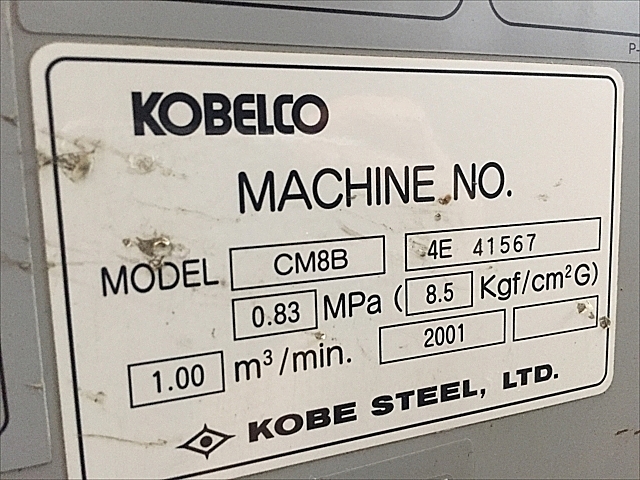 P-
KOBELCO
MACHINE NO.
MODEL CM8B 4E 41567
0.83 MPa ( 8.5 Kgf/cm²G)
1.00 m³/min. 2001
KOBE STEEL, LTD.